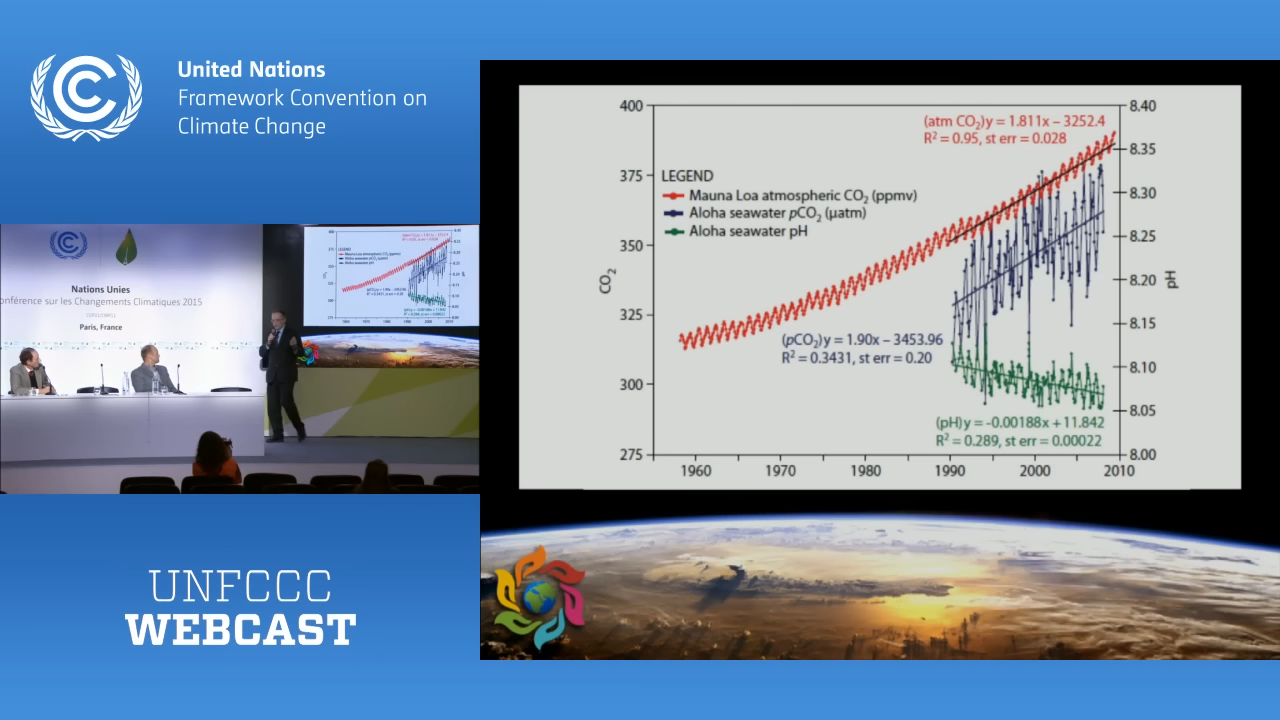 United Nations
Framework Convention on
Climate Change
Nations Unies
onférence sur les Changements Climatiques 2015
Paris, France
UNFCCC
WEBCAST
400
375
350
325
300
275
CO₂
(atm CO₂)y = 1.811x – 3252.4
R² = 0.95, st err = 0.028
LEGEND
Mauna Loa atmospheric CO₂ (ppmv)
Aloha seawater pCO₂ (µatm)
Aloha seawater pH
(pCO₂)y = 1.90x – 3453.96
R² = 0.3431, st err = 0.20
(pH)y = -0.00188x + 11.842
R² = 0.289, st err = 0.00022
8.40
8.35
8.30
8.25
8.20
8.15
8.10
8.05
8.00
pH
1960 1970 1980 1990 2000 2010